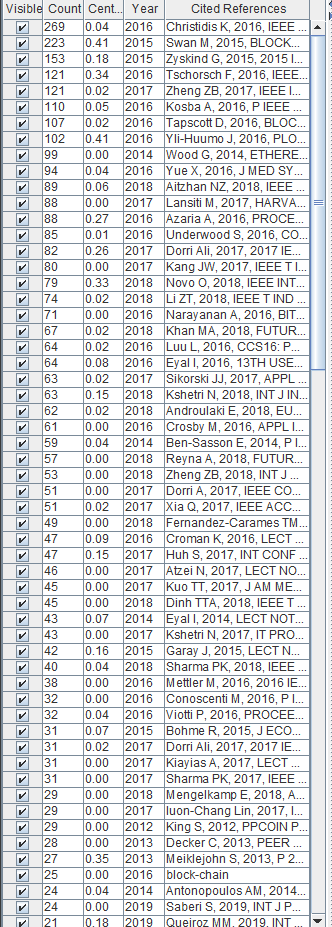 Visible Count Cent... Year Cited References
269 0.04 2016 Christidis K, 2016, IEEE ...
223 0.41 2015 Swan M, 2015, BLOCK...
153 0.18 2015 Zyskind G, 2015, 2015 I...
121 0.34 2016 Tschorsch F, 2016, IEEE...
121 0.02 2017 Zheng ZB, 2017, IEEE I...
110 0.05 2016 Kosba A, 2016, P IEEE ...
107 0.02 2016 Tapscott D, 2016, BLOC...
102 0.41 2016 Yli-Huumo J, 2016, PLO...
99 0.00 2014 Wood G, 2014, ETHERE...
94 0.04 2016 Yue X, 2016, J MED SY...
89 0.06 2018 Aitzhan NZ, 2018, IEEE ...
88 0.00 2017 Lansiti M, 2017, HARVA...
88 0.27 2016 Azaria A, 2016, PROCE...
85 0.01 2016 Underwood S, 2016, CO...
82 0.26 2017 Dorri Ali, 2017, 2017 IE...
80 0.00 2017 Kang JW, 2017, IEEE T I...
79 0.33 2018 Novo O, 2018, IEEE INT...
74 0.02 2018 Li ZT, 2018, IEEE T IND ...
71 0.00 2016 Narayanan A, 2016, BIT...
67 0.02 2018 Khan MA, 2018, FUTUR...
64 0.02 2016 Luu L, 2016, CCS16: P...
64 0.08 2016 Eyal I, 2016, 13TH USE...
63 0.02 2017 Sikorski JJ, 2017, APPL ...
63 0.15 2018 Kshetri N, 2018, INT J IN...
62 0.02 2018 Androulaki E, 2018, EU...
61 0.00 2016 Crosby M, 2016, APPL I...
59 0.04 2014 Ben-Sasson E, 2014, P I...
57 0.00 2018 Reyna A, 2018, FUTUR...
53 0.00 2018 Zheng ZB, 2018, INT J ...
51 0.00 2017 Dorri A, 2017, IEEE CO...
51 0.02 2017 Xia Q, 2017, IEEE ACC...
49 0.00 2018 Fernandez-Carames TM...
47 0.09 2016 Croman K, 2016, LECT ...
47 0.15 2017 Huh S, 2017, INT CONF ...
46 0.00 2017 Atzei N, 2017, LECT NO...
45 0.00 2017 Kuo TT, 2017, J AM ME...
45 0.00 2018 Dinh TTA, 2018, IEEE T ...
43 0.07 2014 Eyal I, 2014, LECT NOT...
43 0.00 2017 Kshetri N, 2017, IT PRO...
42 0.16 2015 Garay J, 2015, LECT N...
40 0.04 2018 Sharma PK, 2018, IEEE ...
38 0.00 2016 Mettler M, 2016, 2016 IE...
32 0.00 2016 Conoscenti M, 2016, P I...
32 0.04 2016 Viotti P, 2016, PROCEE...
31 0.07 2015 Bohme R, 2015, J ECO...
31 0.02 2017 Dorri Ali, 2017, 2017 IE...
31 0.00 2017 Kiayias A, 2017, LECT ...
31 0.00 2017 Sharma PK, 2017, IEEE ...
29 0.00 2018 Mengelkamp E, 2018, A...
29 0.00 2017 Iuon-Chang Lin, 2017, I...
29 0.00 2012 King S, 2012, PPCOIN P...
28 0.00 2013 Decker C, 2013, PEER ...
27 0.35 2013 Meiklejohn S, 2013, P 2...
25 0.00 2016 block-chain
24 0.04 2014 Antonopoulos AM, 2014...
24 0.00 2019 Saberi S, 2019, INT J P...
21 0.18 2019 Queiroz MM, 2019, INT ...